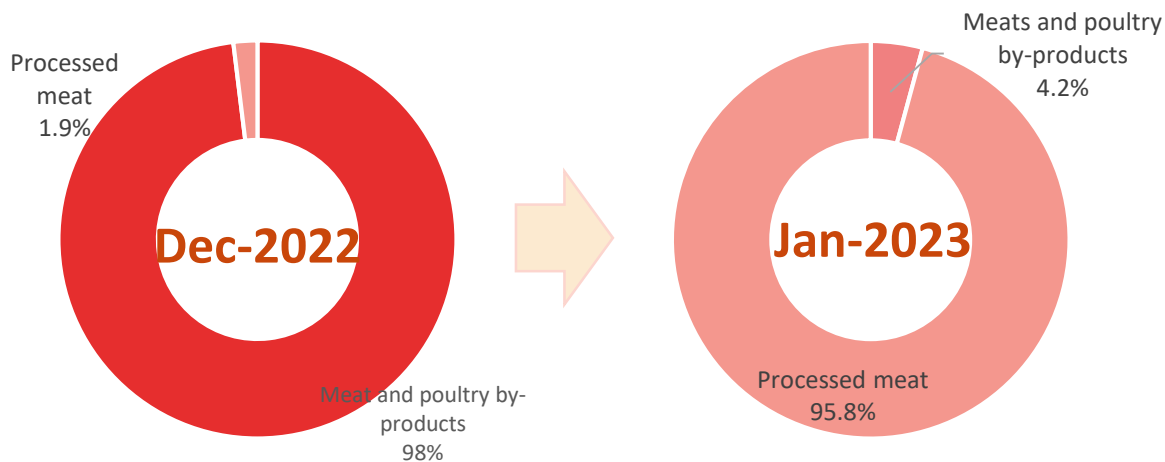 Processed
meat
1.9%
Dec-2022
Meat and poultry by-
products
98%
Meats and poultry
by-products
4.2%
Jan-2023
Processed meat
95.8%